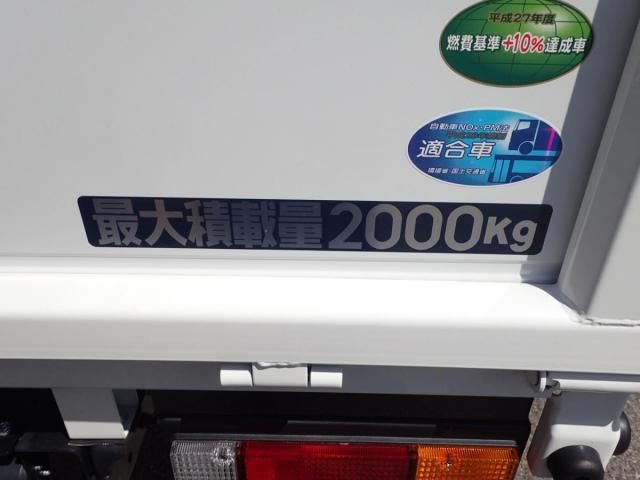 平成27年度
燃費基準+10%達成車
自動車NOx・PM法
適合車
環境省・国土交通省
最大積載量2000Kg